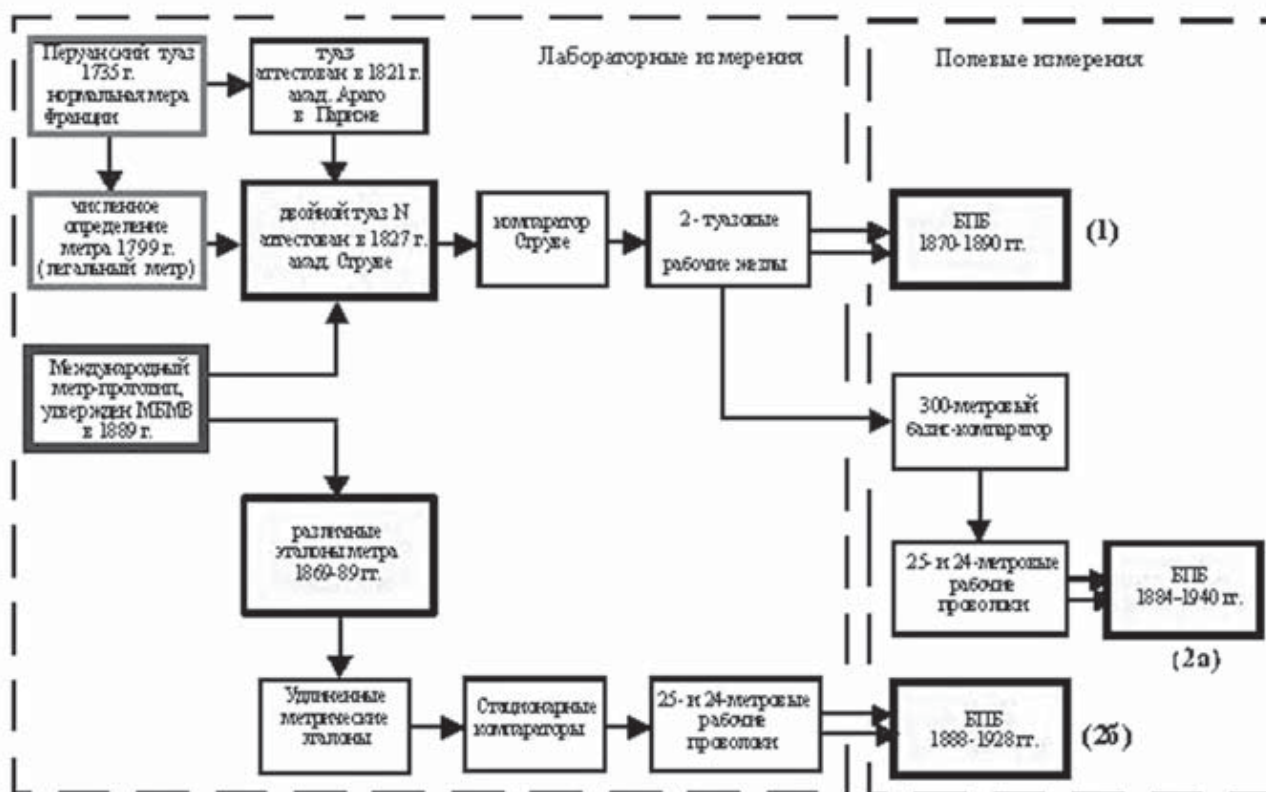 Лабораторные измерения
Полевые измерения
Перуанский туаз
1735 г.
нормальная мера
Франции
туаз
аттестован в 1821 г.
акад. Араго
в Париже
численное
определение
метра 1799 г.
(легальный метр)
двойной туаз N
аттестован в 1827 г.
акад. Струве
компаратор
Струве
2 - туазовые
рабочие жезлы
БПБ
1870-1890 гг.
(1)
Международный
метр-прототип,
утвержден МБМВ
в 1889 г.
300-метровый
базис-компаратор
различные
эталоны метра
1869-89 гг.
25- и 24-метровые
рабочие
проволоки
БПБ
1884-1940 гг.
(2а)
Удлиненные
метрические
эталоны
Стационарные
компараторы
25- и 24-метровые
рабочие
проволоки
БПБ
1888-1928 гг.
(2б)